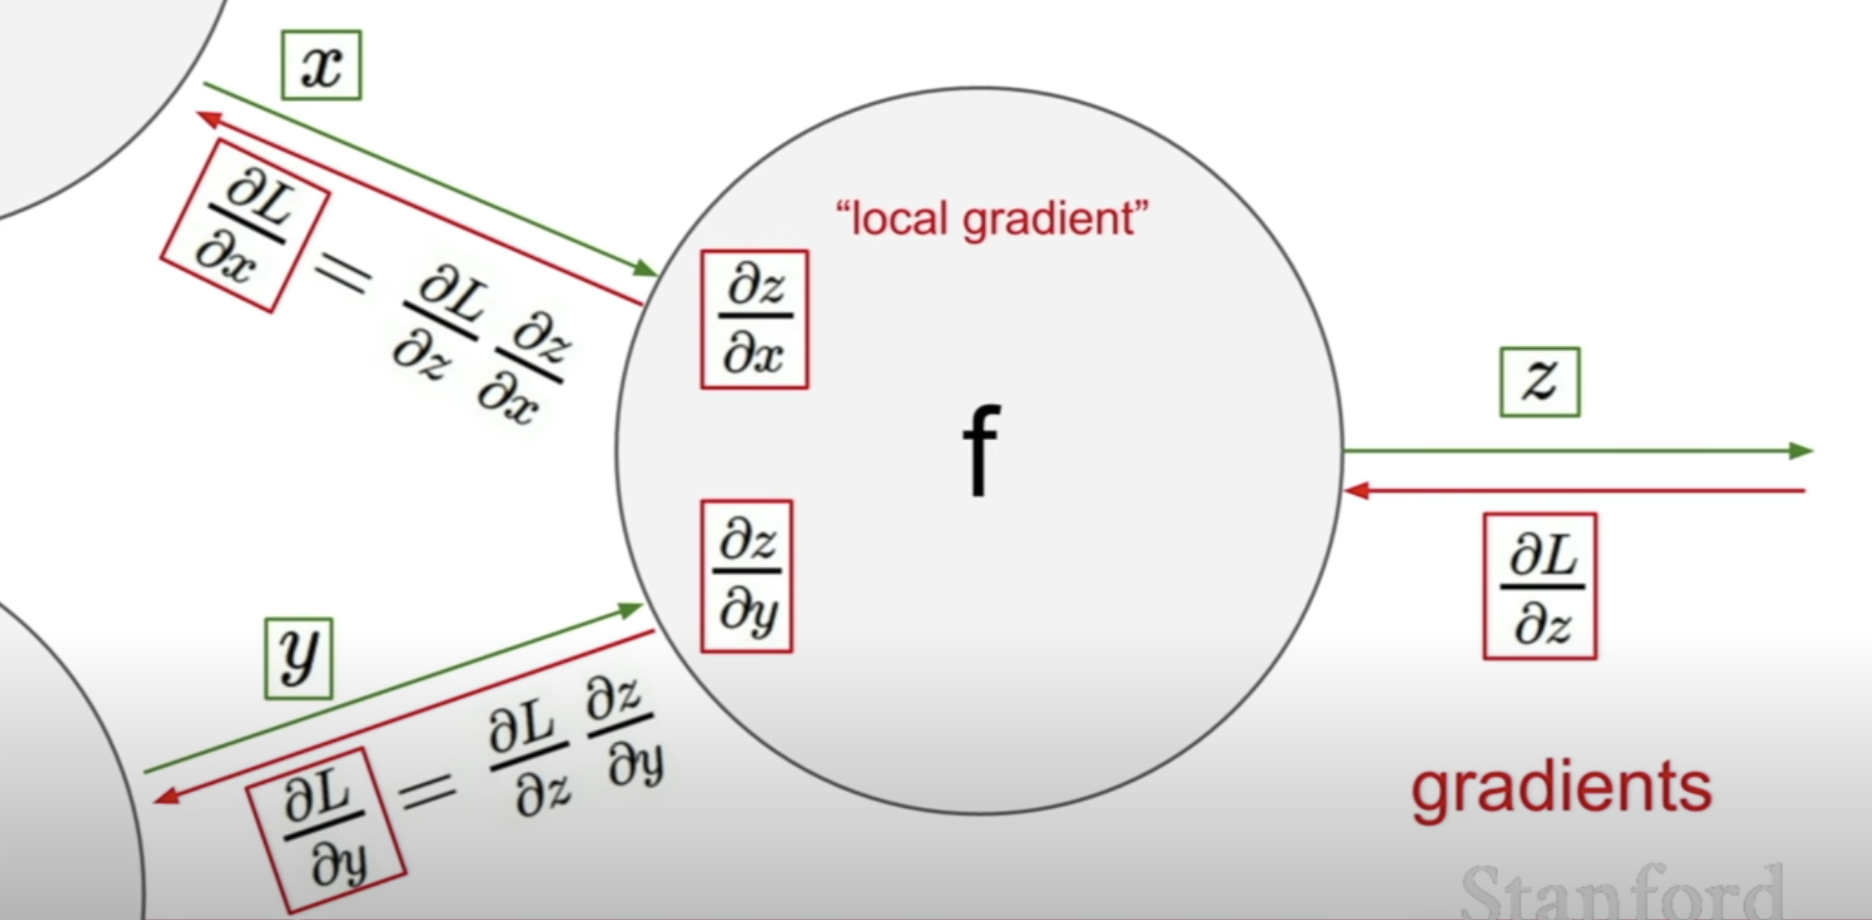 x
∂L/∂x = ∂L/∂z ∂z/∂x
“local gradient”
∂z/∂x
f
z
∂z/∂y
∂L/∂z
y
∂L/∂y = ∂L/∂z ∂z/∂y
gradients
Stanford